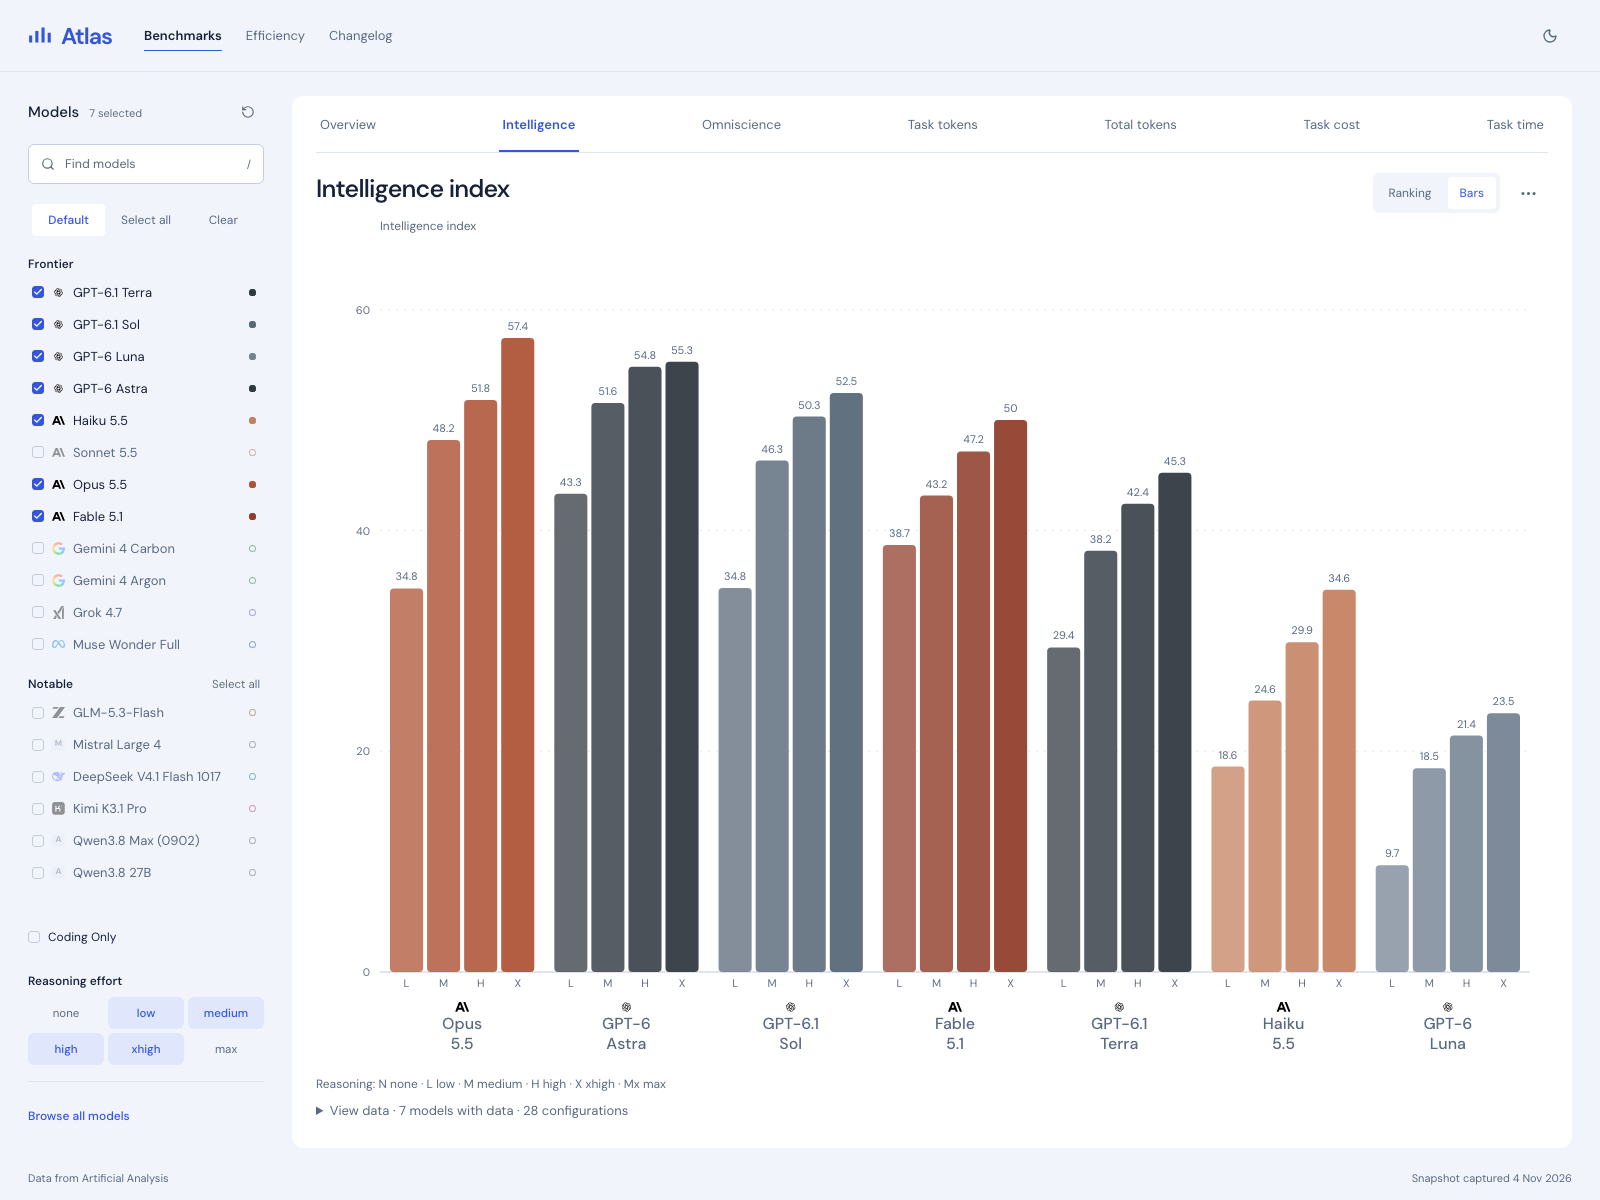 Atlas
Benchmarks
Efficiency
Changelog
Models 7 selected
Find models /
Default
Select all
Clear
Frontier
GPT-6.1 Terra
GPT-6.1 Sol
GPT-6 Luna
GPT-6 Astra
Haiku 5.5
Sonnet 5.5
Opus 5.5
Fable 5.1
Gemini 4 Carbon
Gemini 4 Argon
Grok 4.7
Muse Wonder Full
Notable Select all
GLM-5.3-Flash
Mistral Large 4
DeepSeek V4.1 Flash 1017
Kimi K3.1 Pro
Qwen3.8 Max (0902)
Qwen3.8 27B
Coding Only
Reasoning effort
none low medium
high xhigh max
Browse all models
Overview Intelligence Omniscience Task tokens Total tokens Task cost Task time
Intelligence index
Ranking Bars
Intelligence index
60
40
20
0
34.8 48.2 51.8 57.4
43.3 51.6 54.8 55.3
34.8 46.3 50.3 52.5
38.7 43.2 47.2 50
29.4 38.2 42.4 45.3
18.6 24.6 29.9 34.6
9.7 18.5 21.4 23.5
L M H X L M H X L M H X L M H X L M H X L M H X L M H X
Opus
5.5
GPT-6
Astra
GPT-6.1
Sol
Fable
5.1
GPT-6.1
Terra
Haiku
5.5
GPT-6
Luna
Reasoning: N none · L low · M medium · H high · X xhigh · Mx max
View data · 7 models with data · 28 configurations
Data from Artificial Analysis
Snapshot captured 4 Nov 2026